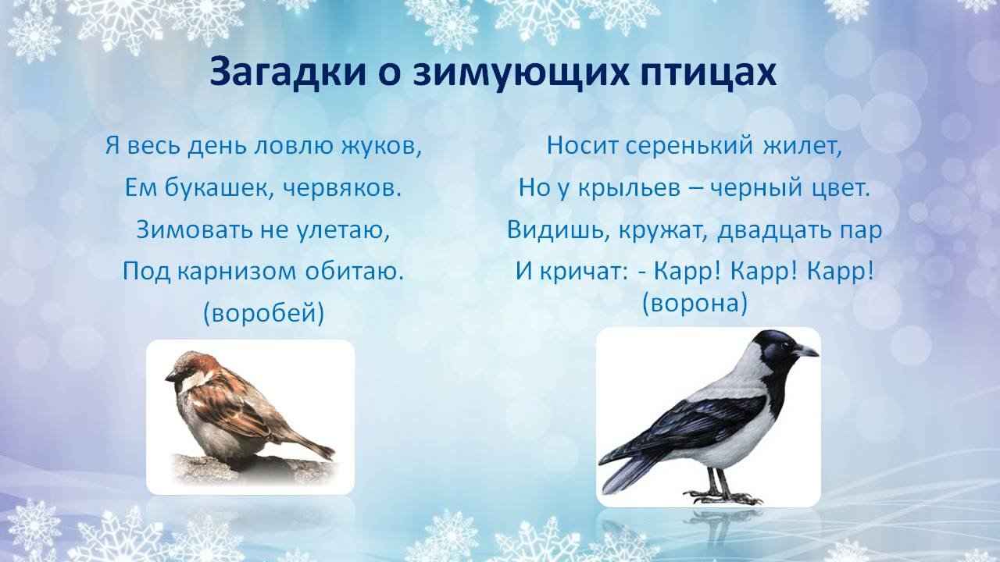 Загадки о зимующих птицах
Я весь день ловлю жуков,
Ем букашек, червяков.
Зимовать не улетаю,
Под карнизом обитаю.
(воробей)
Носит серенький жилет,
Но у крыльев – черный цвет.
Видишь, кружат, двадцать пар
И кричат: - Карр! Карр! Карр!
(ворона)